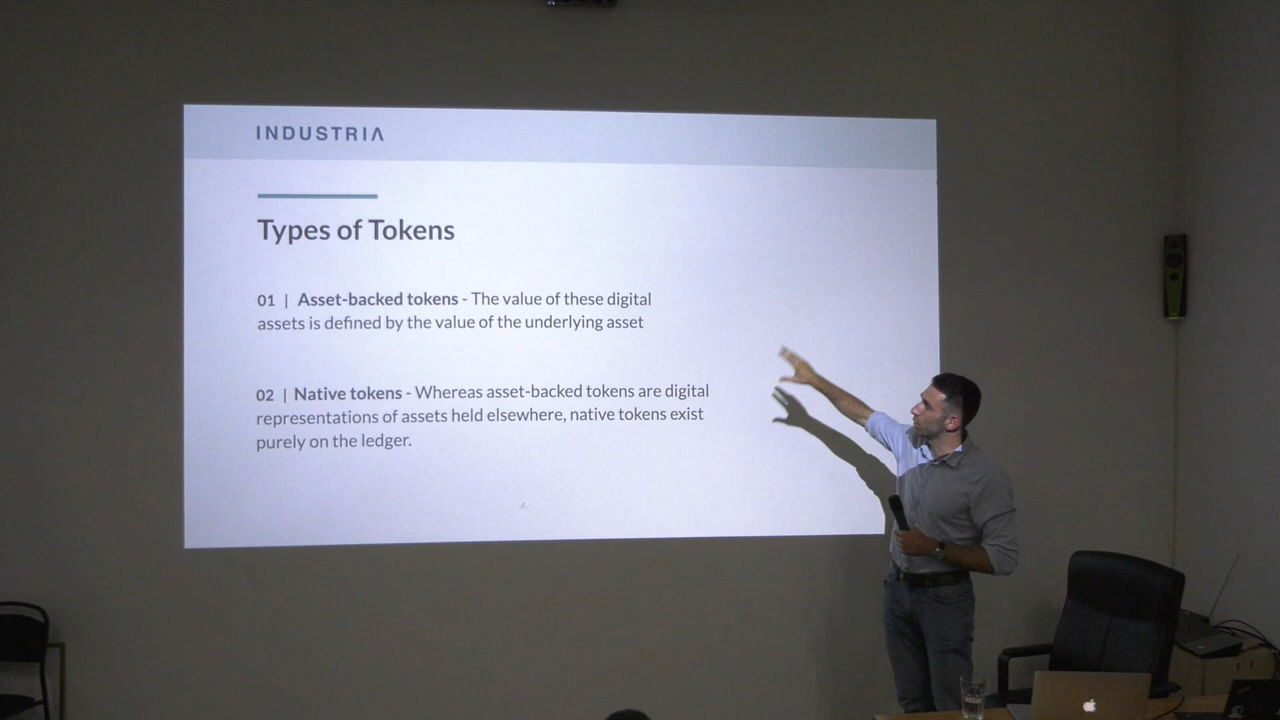 INDUSTRIA
Types of Tokens
01 | Asset-backed tokens - The value of these digital
assets is defined by the value of the underlying asset
02 | Native tokens - Whereas asset-backed tokens are digital
representations of assets held elsewhere, native tokens exist
purely on the ledger.